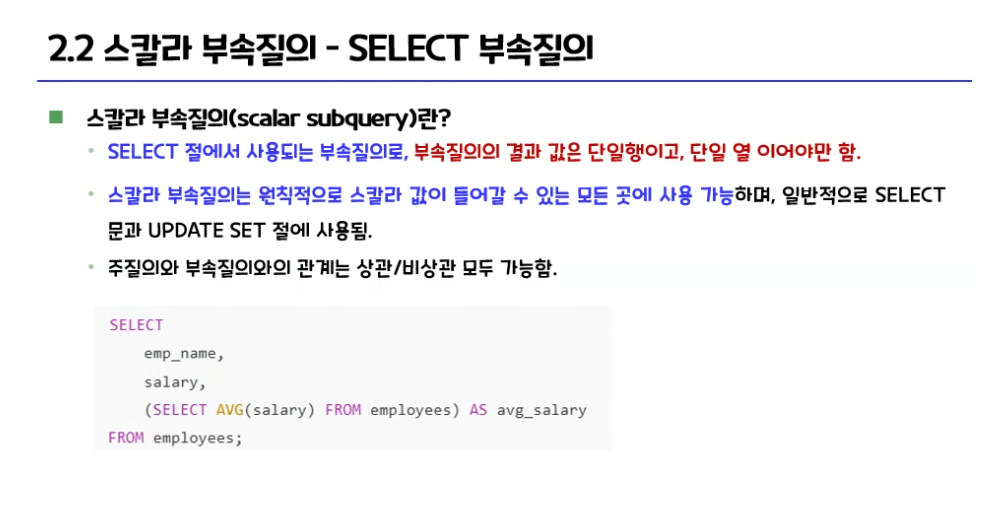 2.2 스칼라 부속질의 - SELECT 부속질의
스칼라 부속질의(scalar subquery)란?
SELECT 절에서 사용되는 부속질의로, 부속질의의 결과 값은 단일행이고, 단일 열 이어야만 함.
스칼라 부속질의는 원칙적으로 스칼라 값이 들어갈 수 있는 모든 곳에 사용 가능하며, 일반적으로 SELECT
문과 UPDATE SET 절에 사용됨.
주질의와 부속질의와의 관계는 상관/비상관 모두 가능함.
SELECT
emp_name,
salary,
(SELECT AVG(salary) FROM employees) AS avg_salary
FROM employees;